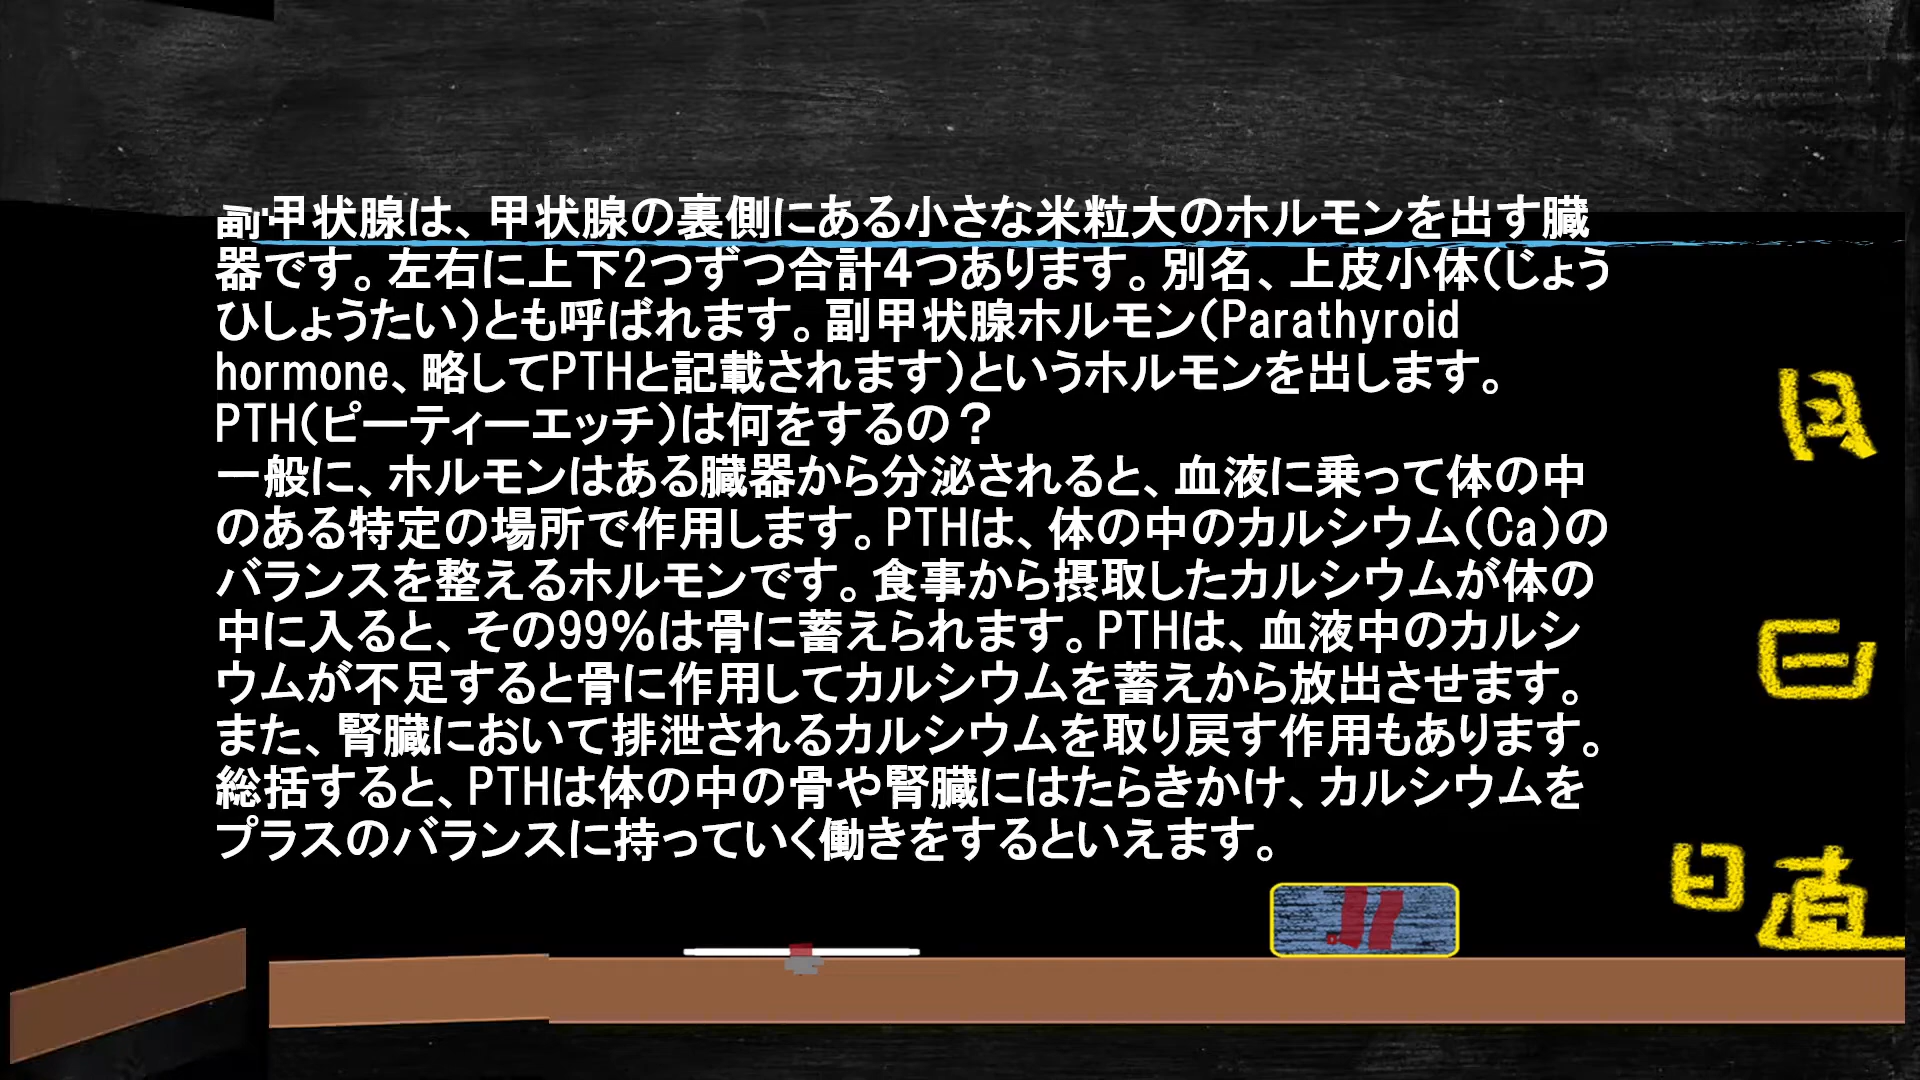 副甲状腺は、甲状腺の裏側にある小さな米粒大のホルモンを出す臓
器です。左右に上下2つずつ合計4つあります。別名、上皮小体(じょう
ひしょうたい)とも呼ばれます。副甲状腺ホルモン(Parathyroid
hormone、略してPTHと記載されます)というホルモンを出します。
PTH(ピーティーエッチ)は何をするの？
一般に、ホルモンはある臓器から分泌されると、血液に乗って体の中
のある特定の場所で作用します。PTHは、体の中のカルシウム(Ca)の
バランスを整えるホルモンです。食事から摂取したカルシウムが体の
中に入ると、その99%は骨に蓄えられます。PTHは、血液中のカルシ
ウムが不足すると骨に作用してカルシウムを蓄えから放出させます。
また、腎臓において排泄されるカルシウムを取り戻す作用もあります。
総括すると、PTHは体の中の骨や腎臓にはたらきかけ、カルシウムを
プラスのバランスに持っていく働きをするといえます。
月
日
日直